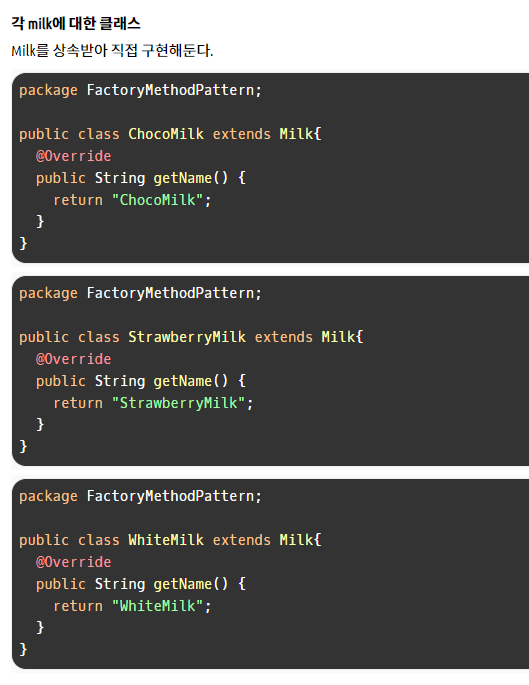 각 milk에 대한 클래스
Milk를 상속받아 직접 구현해둔다.
package FactoryMethodPattern;
public class ChocoMilk extends Milk{
@Override
public String getName() {
return "ChocoMilk";
}
}
package FactoryMethodPattern;
public class StrawberryMilk extends Milk{
@Override
public String getName() {
return "StrawberryMilk";
}
}
package FactoryMethodPattern;
public class WhiteMilk extends Milk{
@Override
public String getName() {
return "WhiteMilk";
}
}